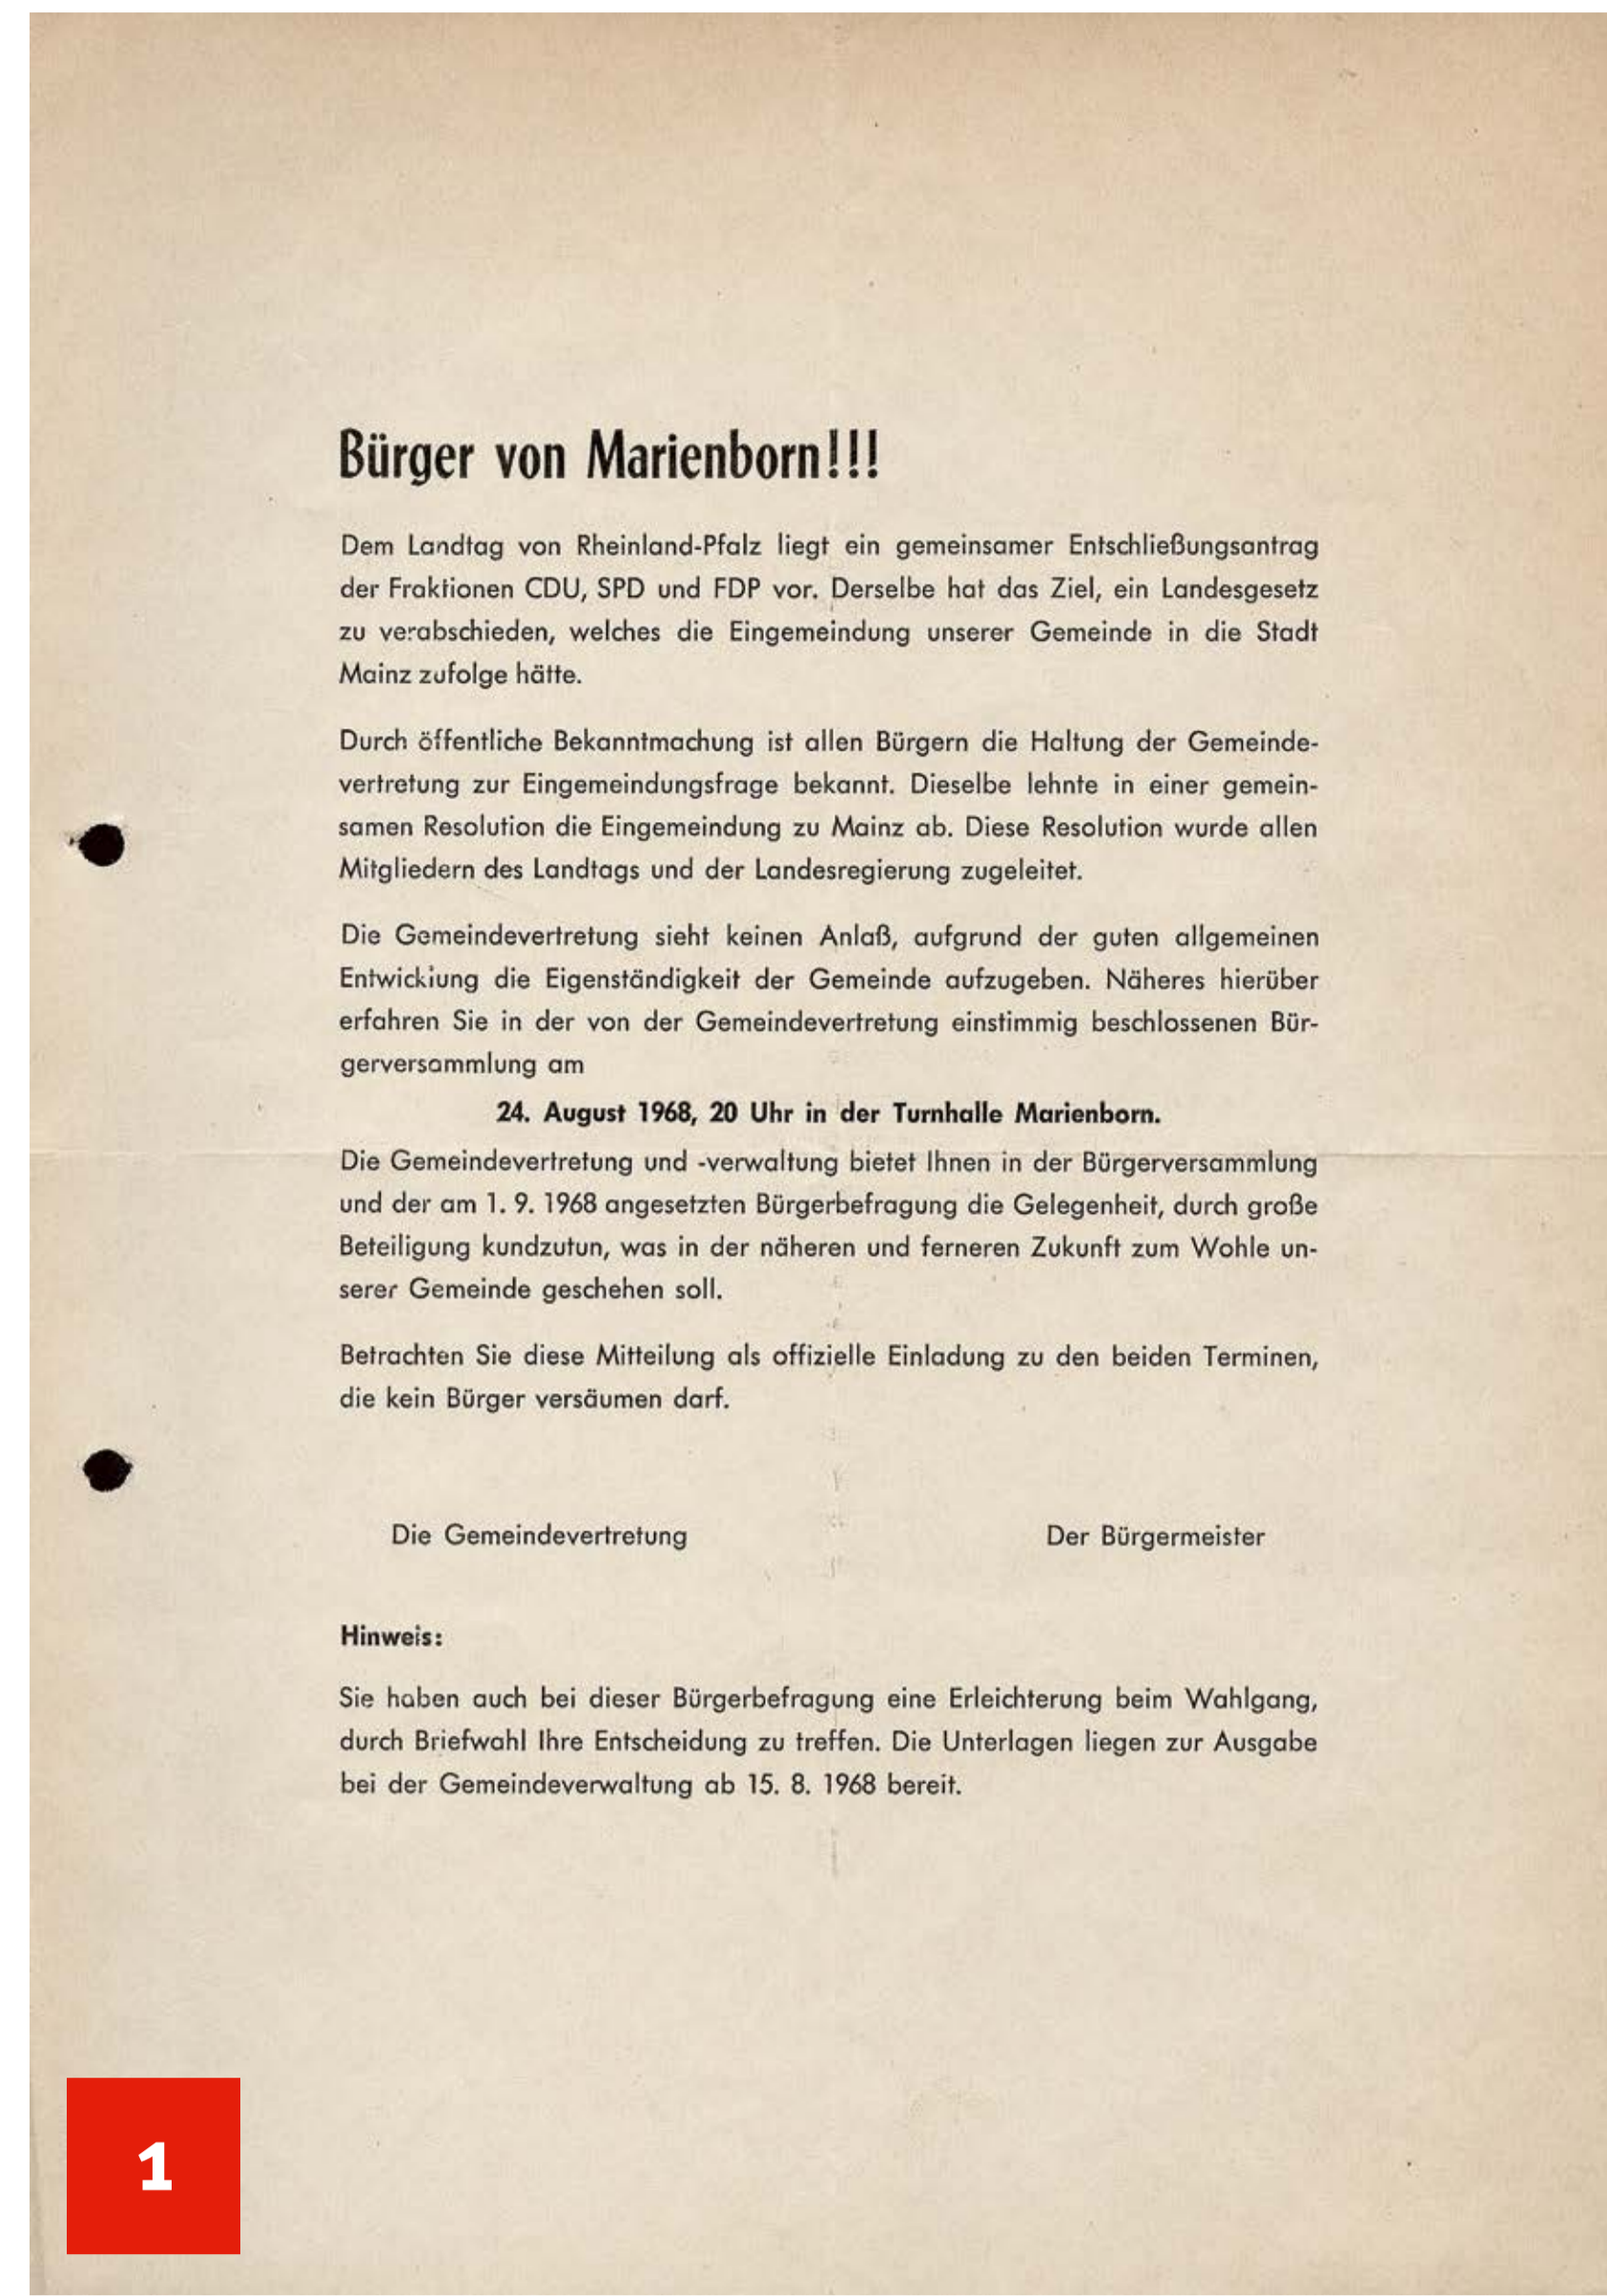 Bürger von Marienborn!!!
Dem Landtag von Rheinland-Pfalz liegt ein gemeinsamer Entschließungsantrag
der Fraktionen CDU, SPD und FDP vor. Derselbe hat das Ziel, ein Landesgesetz
zu verabschieden, welches die Eingemeindung unserer Gemeinde in die Stadt
Mainz zufolge hätte.
Durch öffentliche Bekanntmachung ist allen Bürgern die Haltung der Gemeinde-
vertretung zur Eingemeindungsfrage bekannt. Dieselbe lehnte in einer gemein-
samen Resolution die Eingemeindung zu Mainz ab. Diese Resolution wurde allen
Mitgliedern des Landtags und der Landesregierung zugeleitet.
Die Gemeindevertretung sieht keinen Anlaß, aufgrund der guten allgemeinen
Entwicklung die Eigenständigkeit der Gemeinde aufzugeben. Näheres hierüber
erfahren Sie in der von der Gemeindevertretung einstimmig beschlossenen Bür-
gerversammlung am
24. August 1968, 20 Uhr in der Turnhalle Marienborn.
Die Gemeindevertretung und -verwaltung bietet Ihnen in der Bürgerversammlung
und der am 1. 9. 1968 angesetzten Bürgerbefragung die Gelegenheit, durch große
Beteiligung kundzutun, was in der näheren und ferneren Zukunft zum Wohle un-
serer Gemeinde geschehen soll.
Betrachten Sie diese Mitteilung als offizielle Einladung zu den beiden Terminen,
die kein Bürger versäumen darf.
Die Gemeindevertretung Der Bürgermeister
Hinweis:
Sie haben auch bei dieser Bürgerbefragung eine Erleichterung beim Wahlgang,
durch Briefwahl Ihre Entscheidung zu treffen. Die Unterlagen liegen zur Ausgabe
bei der Gemeindeverwaltung ab 15. 8. 1968 bereit.
1